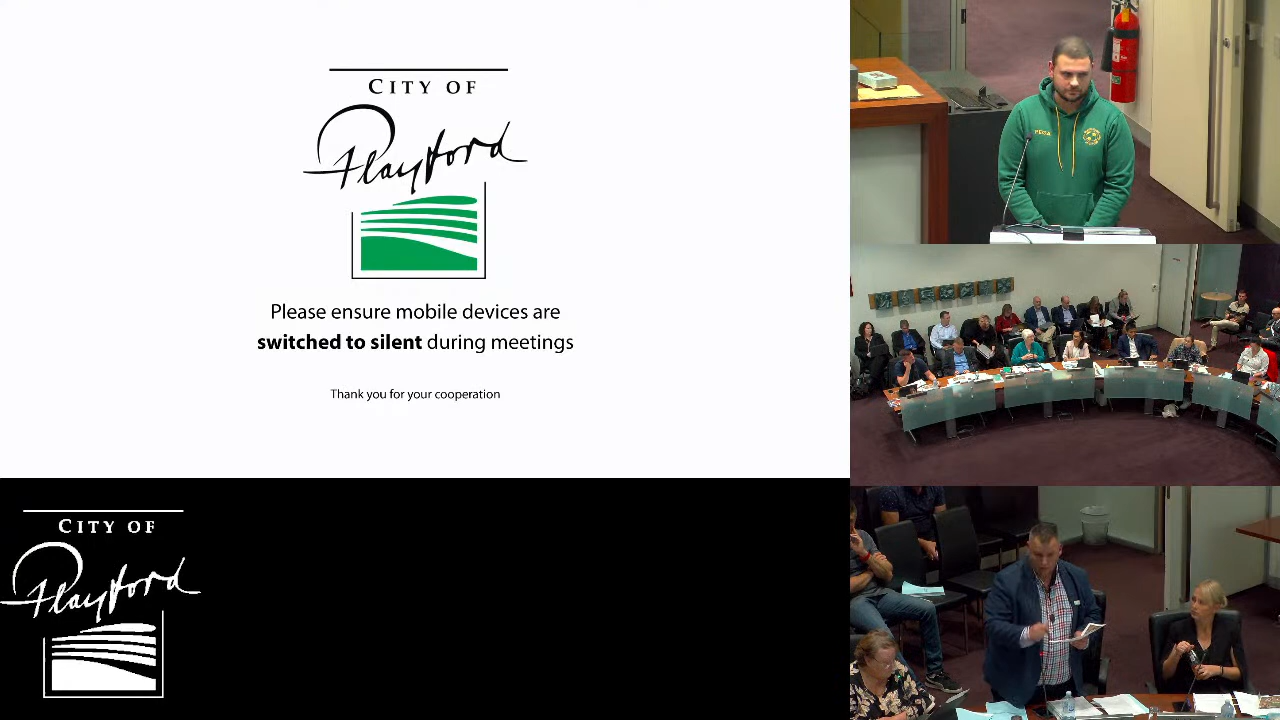 CITY OF
Playford
Please ensure mobile devices are
switched to silent during meetings
Thank you for your cooperation
CITY OF
Playford